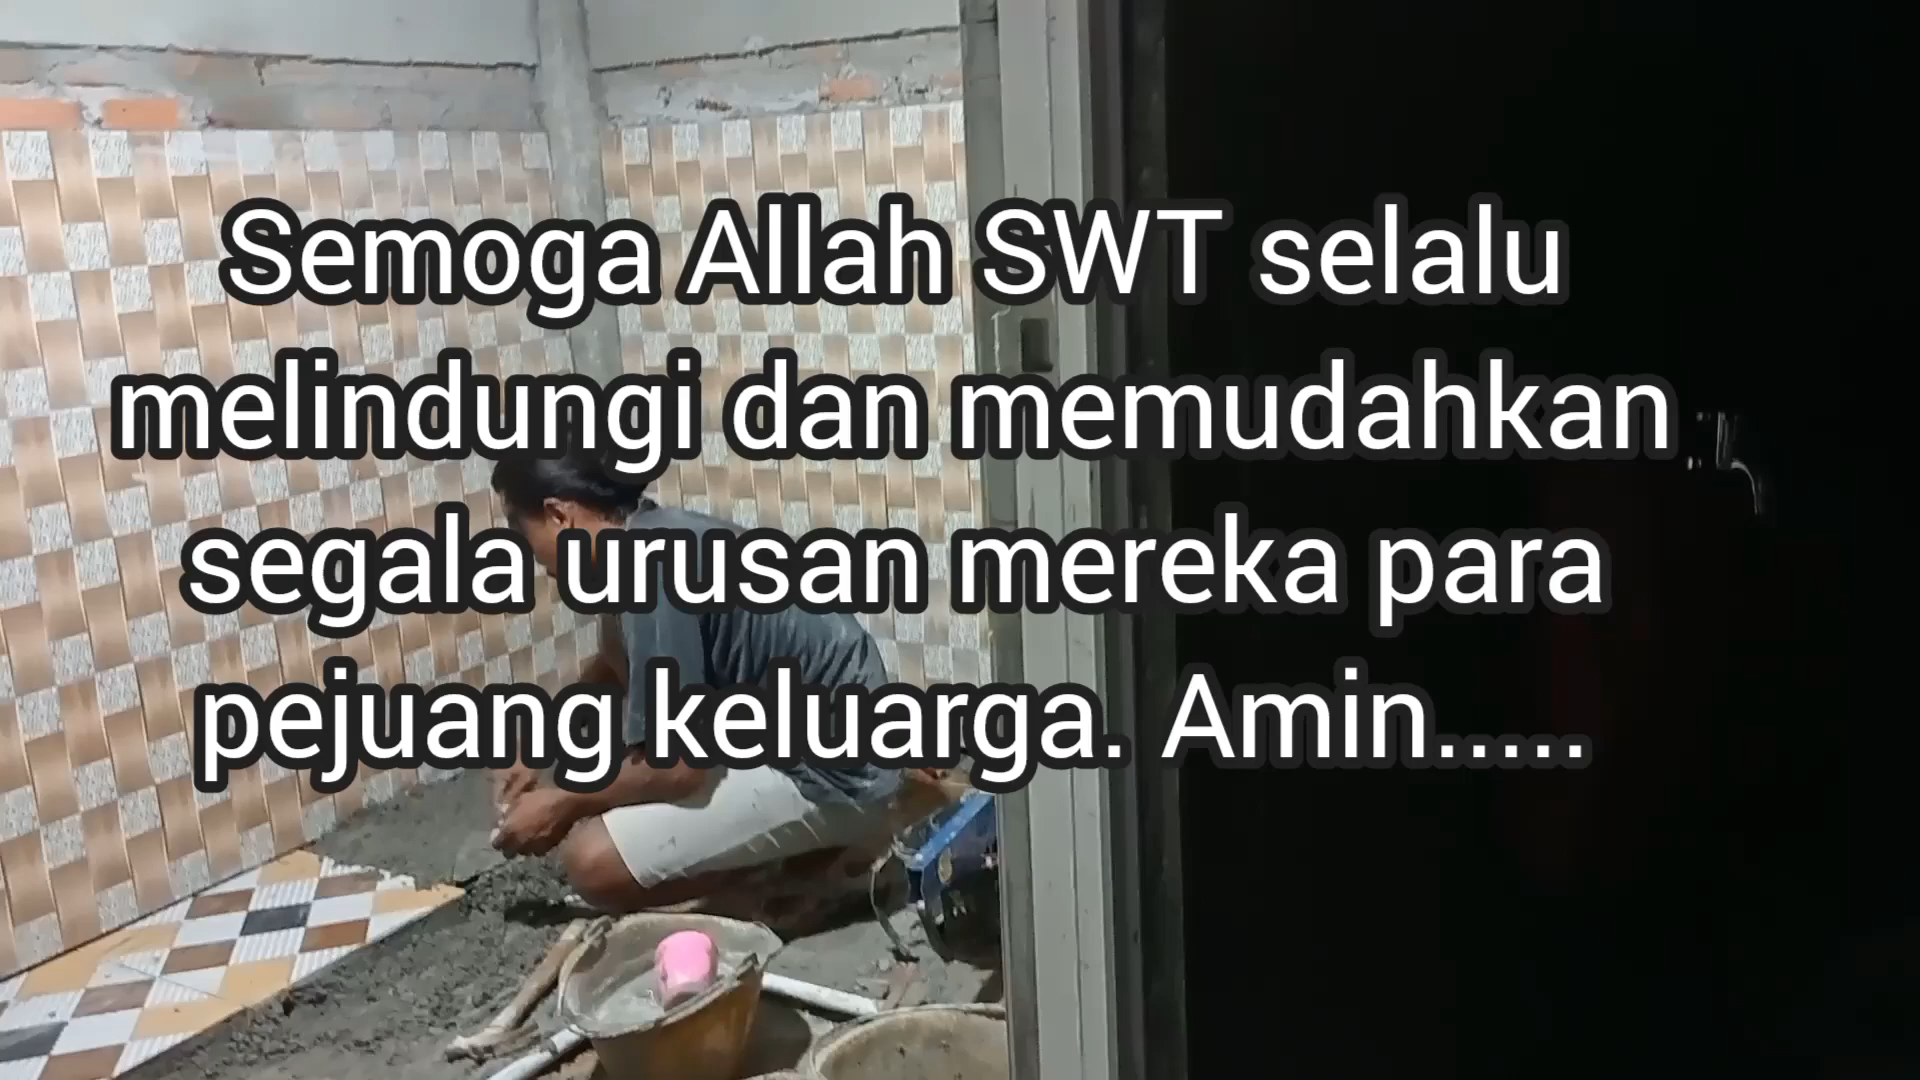 Semoga Allah SWT selalu
melindungi dan memudahkan
segala urusan mereka para
pejuang keluarga. Amin.....